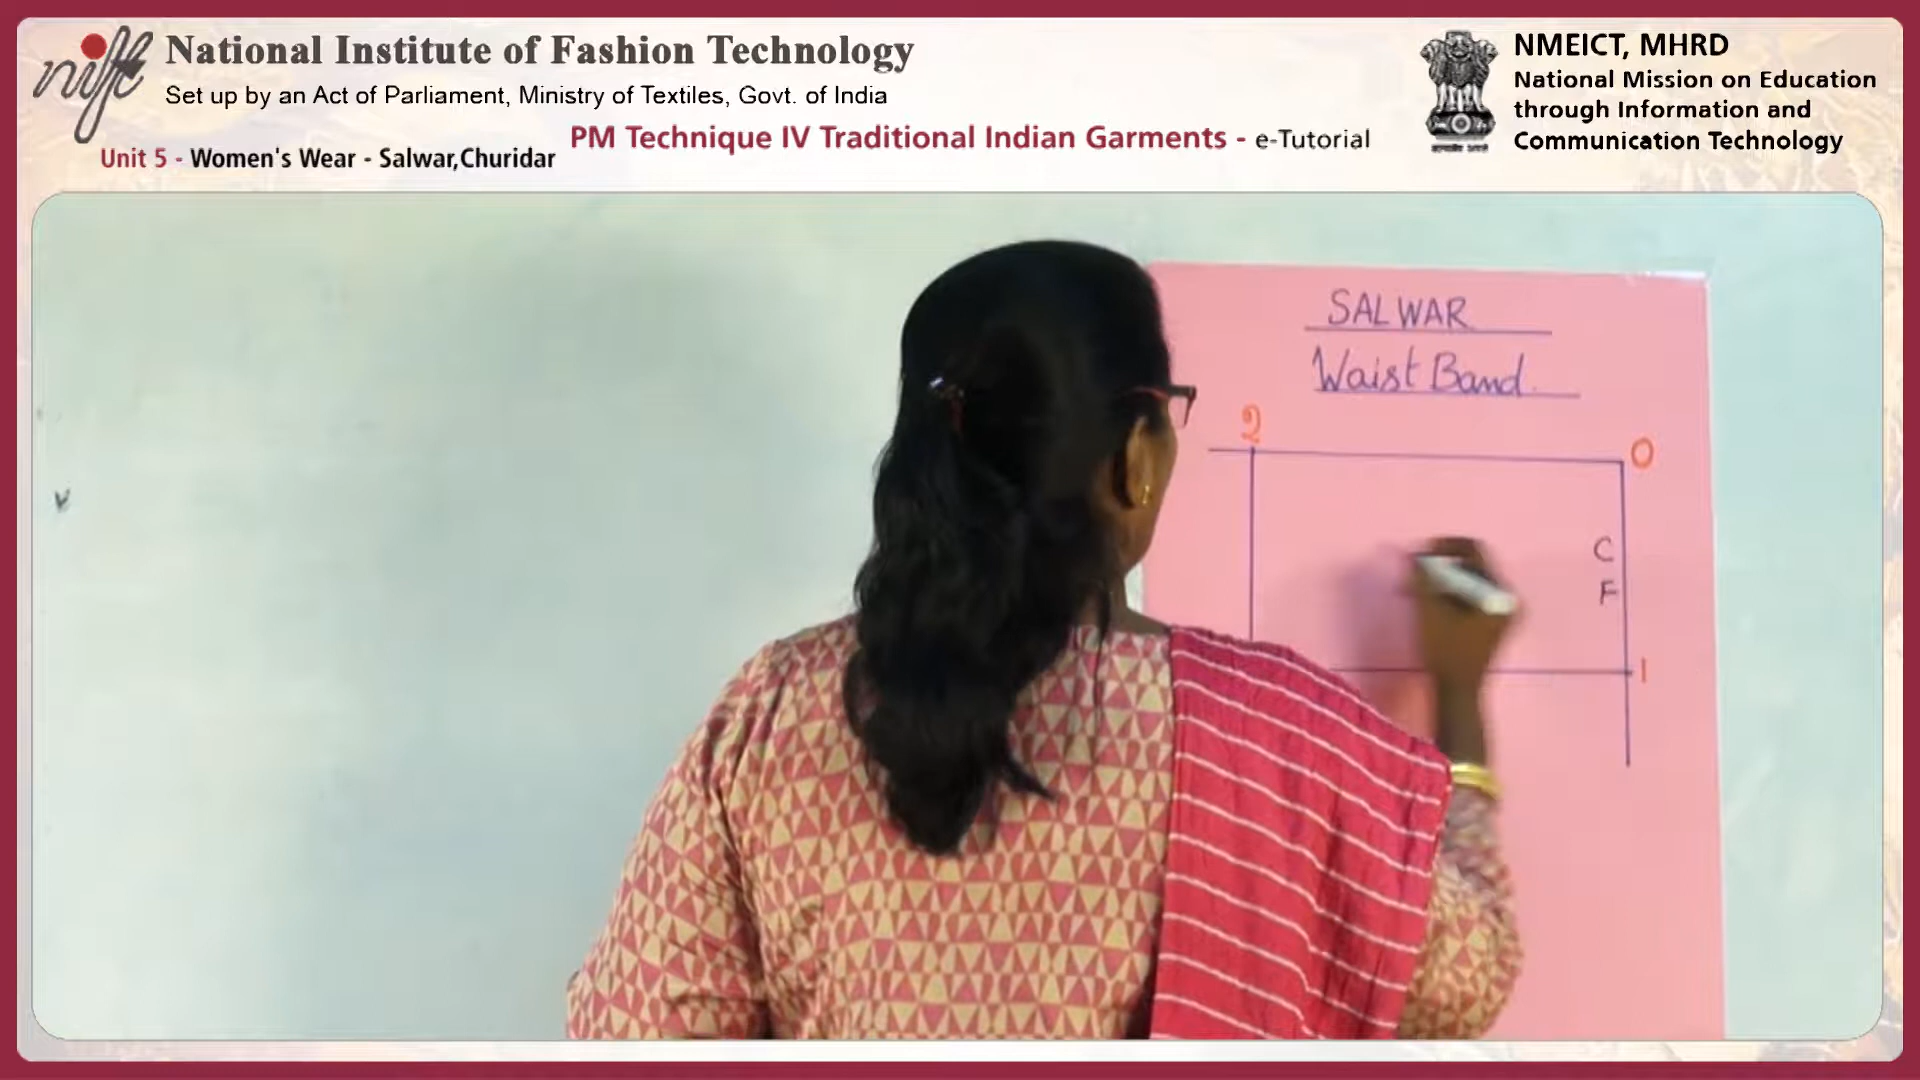 nift
National Institute of Fashion Technology
Set up by an Act of Parliament, Ministry of Textiles, Govt. of India
PM Technique IV Traditional Indian Garments - e-Tutorial
Unit 5 - Women's Wear - Salwar,Churidar
NMEICT, MHRD
National Mission on Education
through Information and
Communication Technology
SALWAR
Waist Band
2
0
C
F
1